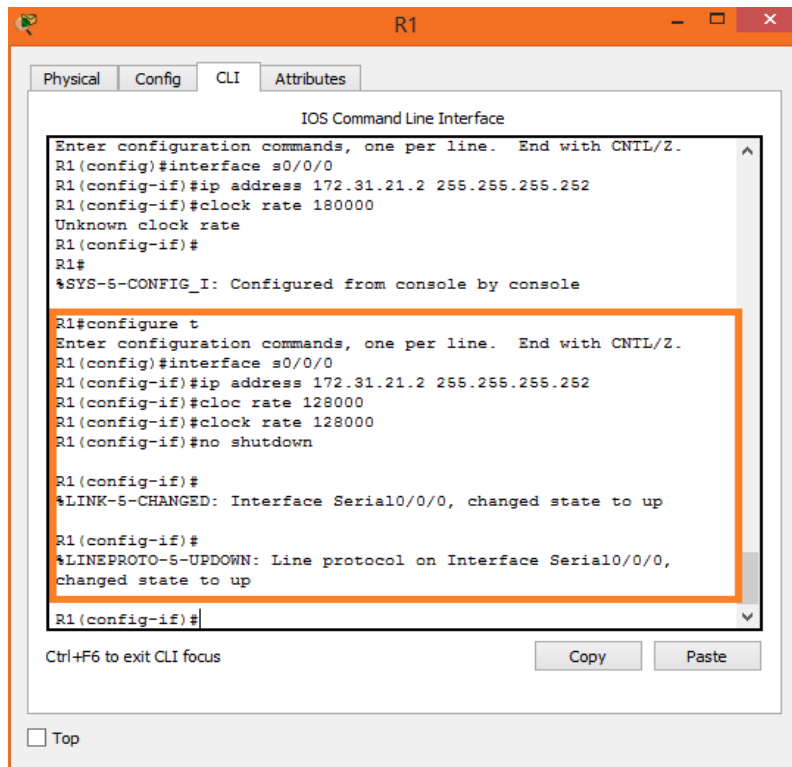 R1
Physical Config CLI Attributes
IOS Command Line Interface
Enter configuration commands, one per line.  End with CNTL/Z.
R1(config)#interface s0/0/0
R1(config-if)#ip address 172.31.21.2 255.255.255.252
R1(config-if)#clock rate 180000
Unknown clock rate
R1(config-if)#
R1#
%SYS-5-CONFIG_I: Configured from console by console
R1#configure t
Enter configuration commands, one per line.  End with CNTL/Z.
R1(config)#interface s0/0/0
R1(config-if)#ip address 172.31.21.2 255.255.255.252
R1(config-if)#cloc rate 128000
R1(config-if)#clock rate 128000
R1(config-if)#no shutdown
R1(config-if)#
%LINK-5-CHANGED: Interface Serial0/0/0, changed state to up
R1(config-if)#
%LINEPROTO-5-UPDOWN: Line protocol on Interface Serial0/0/0,
changed state to up
R1(config-if)#
Ctrl+F6 to exit CLI focus Copy Paste
Top